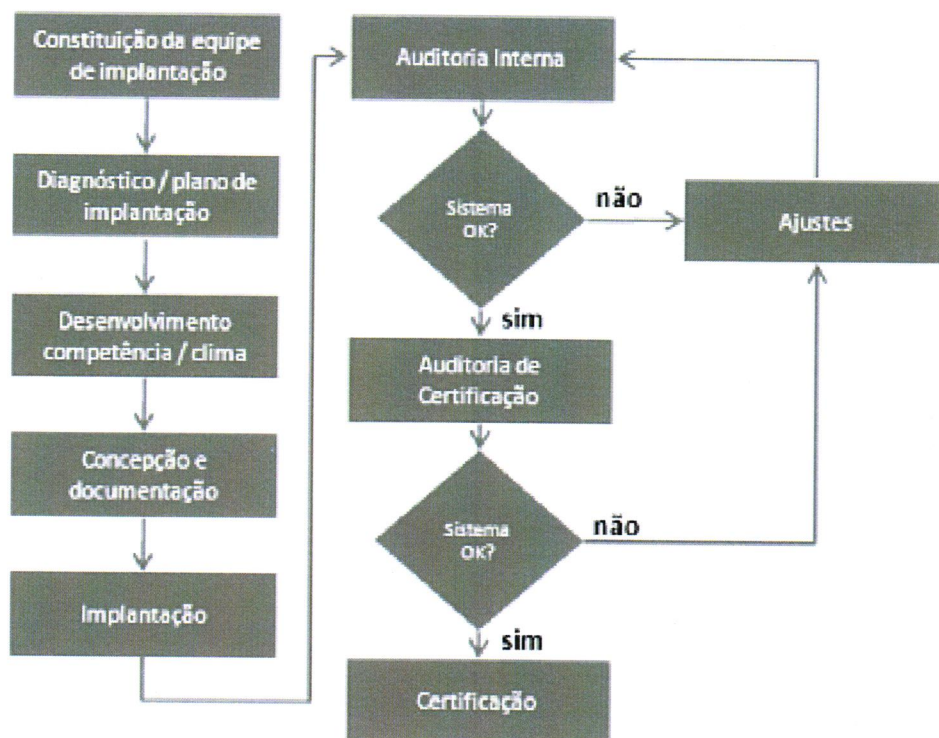 Constituição da equipe
de implantação
Diagnóstico / plano de
implantação
Desenvolvimento
competência / clima
Concepção e
documentação
Implantação
Auditoria Interna
Sistema
OK?
não
Ajustes
sim
Auditoria de
Certificação
Sistema
OK?
não
sim
Certificação